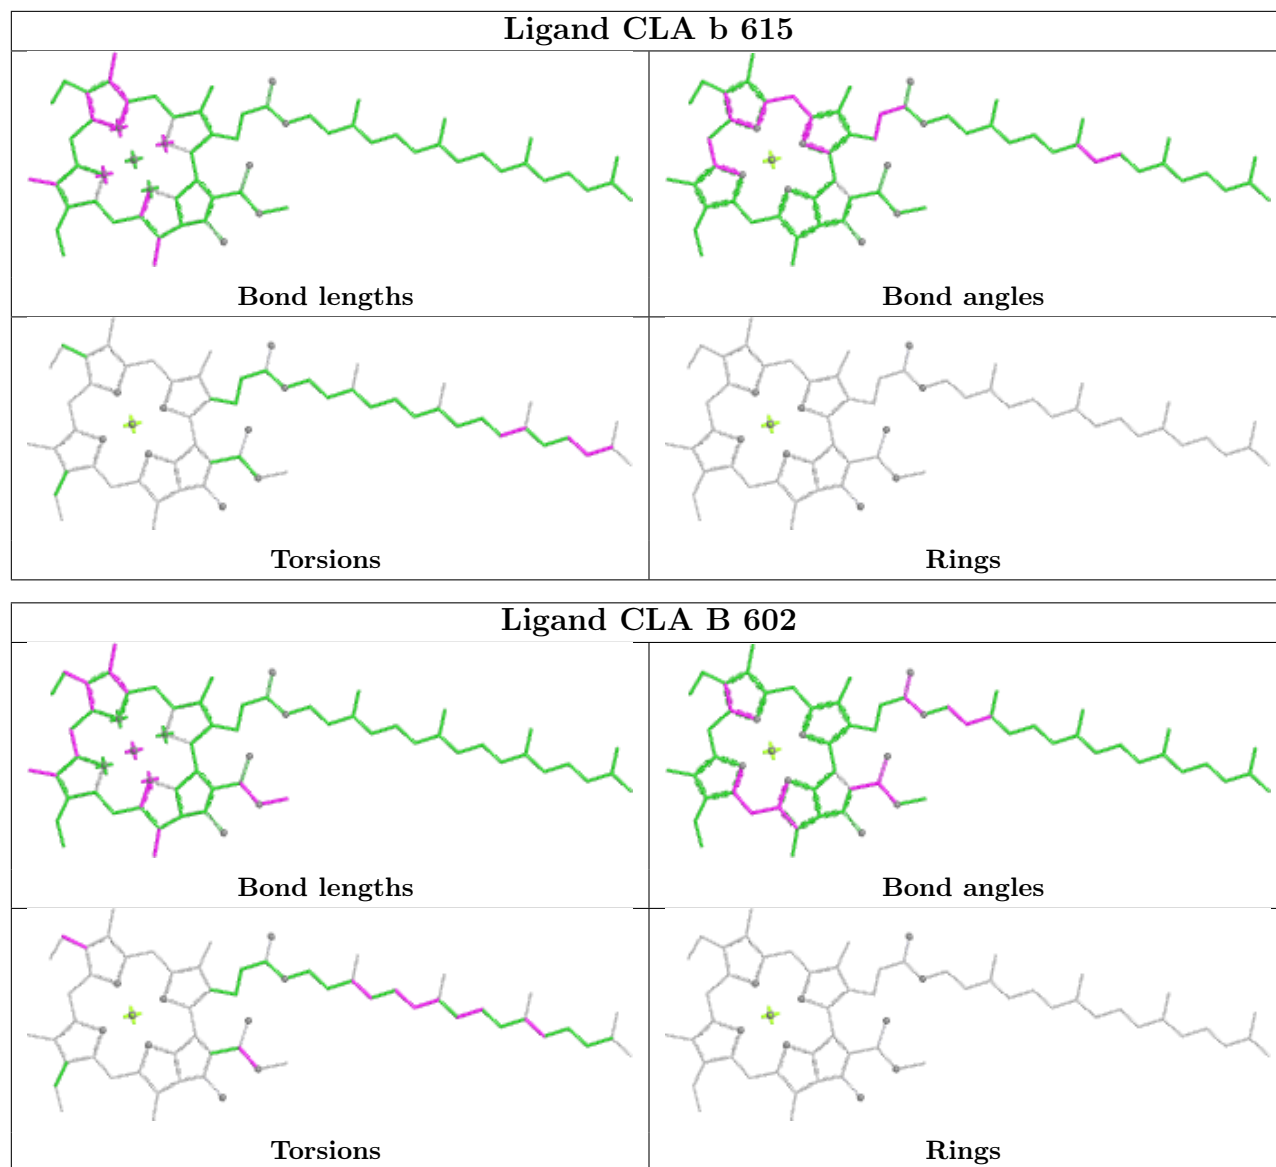 Ligand CLA b 615
Bond lengths
Bond angles
Torsions
Rings
Ligand CLA B 602
Bond lengths
Bond angles
Torsions
Rings